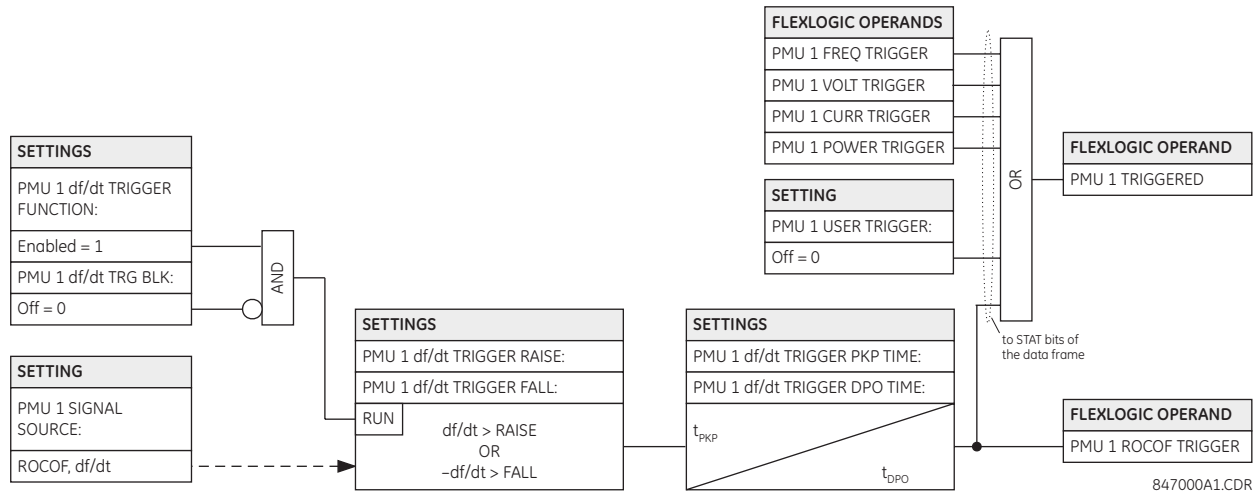 SETTINGS
PMU 1 df/dt TRIGGER
FUNCTION:
Enabled = 1
PMU 1 df/dt TRG BLK:
Off = 0
AND
SETTING
PMU 1 SIGNAL
SOURCE:
ROCOF, df/dt
SETTINGS
PMU 1 df/dt TRIGGER RAISE:
PMU 1 df/dt TRIGGER FALL:
RUN
df/dt > RAISE
OR
–df/dt > FALL
SETTINGS
PMU 1 df/dt TRIGGER PKP TIME:
PMU 1 df/dt TRIGGER DPO TIME:
tPKP
tDPO
FLEXLOGIC OPERANDS
PMU 1 FREQ TRIGGER
PMU 1 VOLT TRIGGER
PMU 1 CURR TRIGGER
PMU 1 POWER TRIGGER
SETTING
PMU 1 USER TRIGGER:
Off = 0
OR
to STAT bits of
the data frame
FLEXLOGIC OPERAND
PMU 1 TRIGGERED
FLEXLOGIC OPERAND
PMU 1 ROCOF TRIGGER
847000A1.CDR